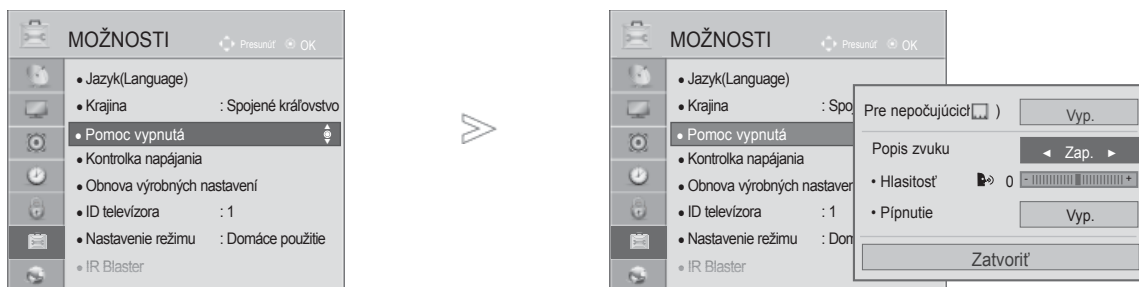 MOŽNOSTI
Presunúť OK
• Jazyk(Language)
• Krajina : Spojené kráľovstvo
• Pomoc vypnutá
• Kontrolka napájania
• Obnova výrobných nastavení
• ID televízora : 1
• Nastavenie režimu : Domáce použitie
• IR Blaster
MOŽNOSTI
Presunúť OK
• Jazyk(Language)
• Krajina : Spoj
• Pomoc vypnutá
• Kontrolka napájania
• Obnova výrobných nastaven
• ID televízora : 1
• Nastavenie režimu : Dom
• IR Blaster
Pre nepočujúcich ) Vyp.
Popis zvuku ◄ Zap. ►
• Hlasitosť 0 - +
• Pípnutie Vyp.
Zatvoriť